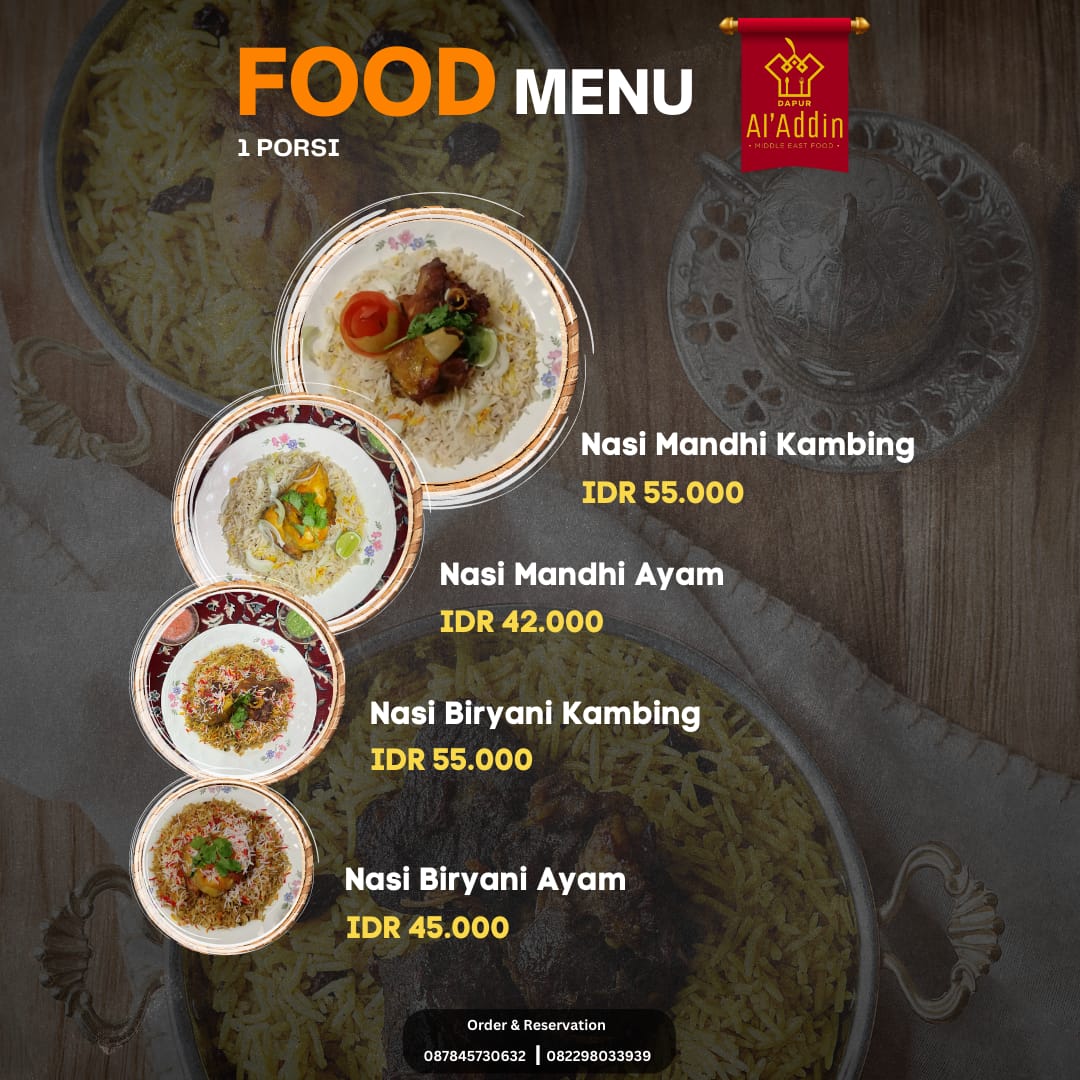 FOOD MENU
1 PORSI
DAPUR
Al'Addin
• MIDDLE EAST FOOD •
Nasi Mandhi Kambing
IDR 55.000
Nasi Mandhi Ayam
IDR 42.000
Nasi Biryani Kambing
IDR 55.000
Nasi Biryani Ayam
IDR 45.000
Order & Reservation
087845730632 | 082298033939